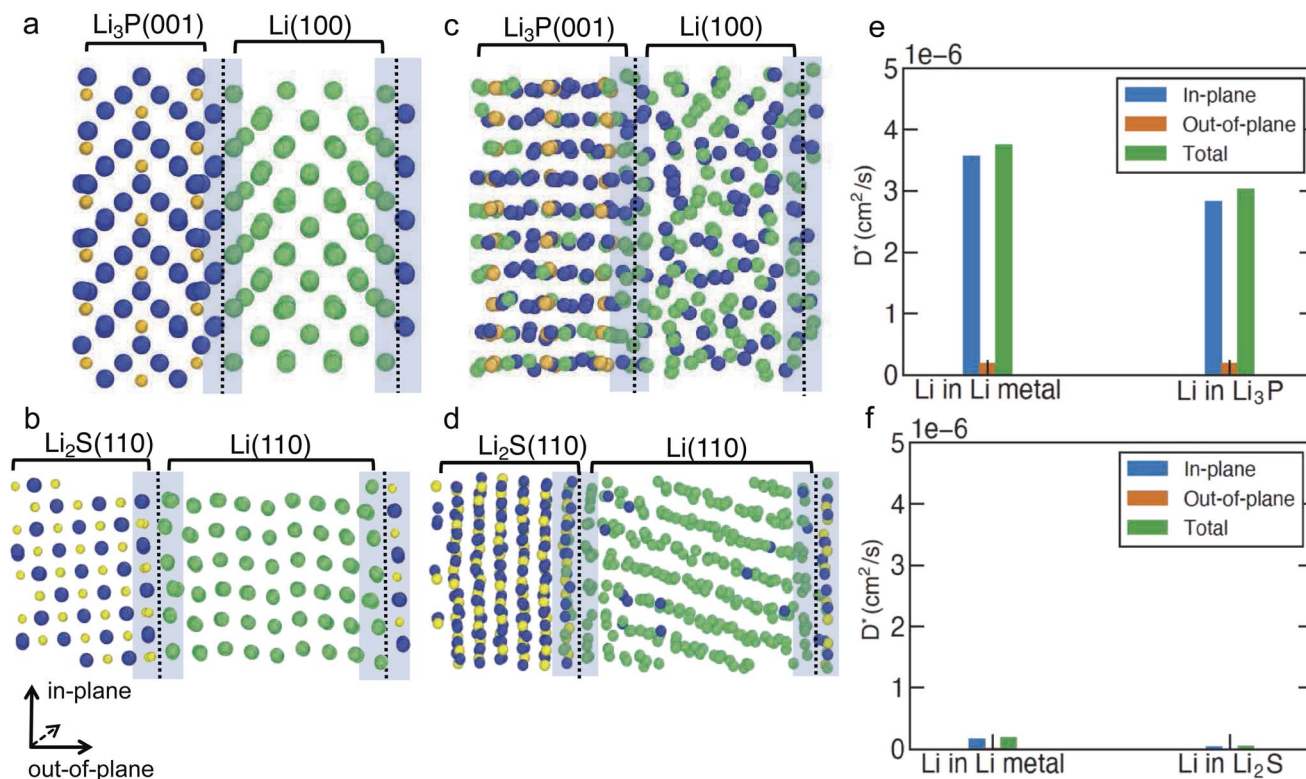 a
Li₃P(001)
Li(100)
c
Li₃P(001)
Li(100)
e
1e-6
5
4
3
2
1
0
D* (cm²/s)
In-plane
Out-of-plane
Total
Li in Li metal
Li in Li₃P
b
Li₂S(110)
Li(110)
d
Li₂S(110)
Li(110)
in-plane
out-of-plane
f
1e-6
5
4
3
2
1
0
D* (cm²/s)
In-plane
Out-of-plane
Total
Li in Li metal
Li in Li₂S